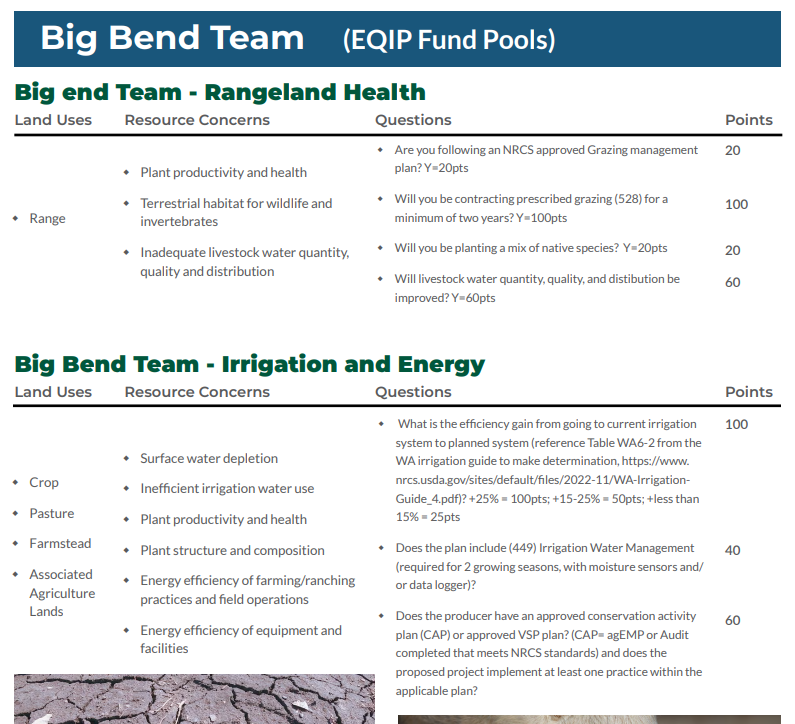 Big Bend Team (EQIP Fund Pools)
Big end Team - Rangeland Health
Land Uses Resource Concerns Questions Points
• Range
• Plant productivity and health
• Terrestrial habitat for wildlife and
invertebrates
• Inadequate livestock water quantity,
quality and distribution
• Are you following an NRCS approved Grazing management
plan? Y=20pts
20
• Will you be contracting prescribed grazing (528) for a
minimum of two years? Y=100pts
100
• Will you be planting a mix of native species? Y=20pts
20
• Will livestock water quantity, quality, and distibution be
improved? Y=60pts
60
Big Bend Team - Irrigation and Energy
Land Uses Resource Concerns Questions Points
• Crop
• Pasture
• Farmstead
• Associated
Agriculture
Lands
• Surface water depletion
• Inefficient irrigation water use
• Plant productivity and health
• Plant structure and composition
• Energy efficiency of farming/ranching
practices and field operations
• Energy efficiency of equipment and
facilities
• What is the efficiency gain from going to current irrigation
system to planned system (reference Table WA6-2 from the
WA irrigation guide to make determination, https://www.
nrcs.usda.gov/sites/default/files/2022-11/WA-Irrigation-
Guide_4.pdf)? +25% = 100pts; +15-25% = 50pts; +less than
15% = 25pts
100
• Does the plan include (449) Irrigation Water Management
(required for 2 growing seasons, with moisture sensors and/
or data logger)?
40
• Does the producer have an approved conservation activity
plan (CAP) or approved VSP plan? (CAP= agEMP or Audit
completed that meets NRCS standards) and does the
proposed project implement at least one practice within the
applicable plan?
60